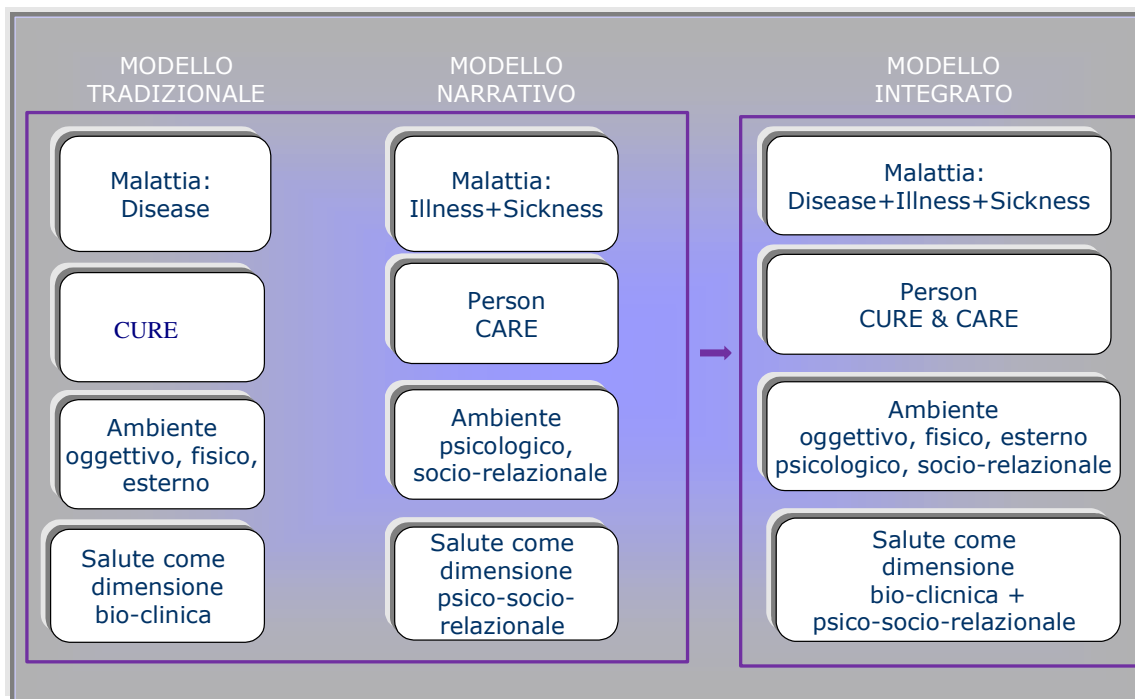 MODELLO
TRADIZIONALE
Malattia:
Disease
CURE
Ambiente
oggettivo, fisico,
esterno
Salute come
dimensione
bio-clinica
MODELLO
NARRATIVO
Malattia:
Illness+Sickness
Person
CARE
Ambiente
psicologico,
socio-relazionale
Salute come
dimensione
psico-socio-
relazionale
MODELLO
INTEGRATO
Malattia:
Disease+Illness+Sickness
Person
CURE & CARE
Ambiente
oggettivo, fisico, esterno
psicologico, socio-relazionale
Salute come
dimensione
bio-clicnica +
psico-socio-relazionale